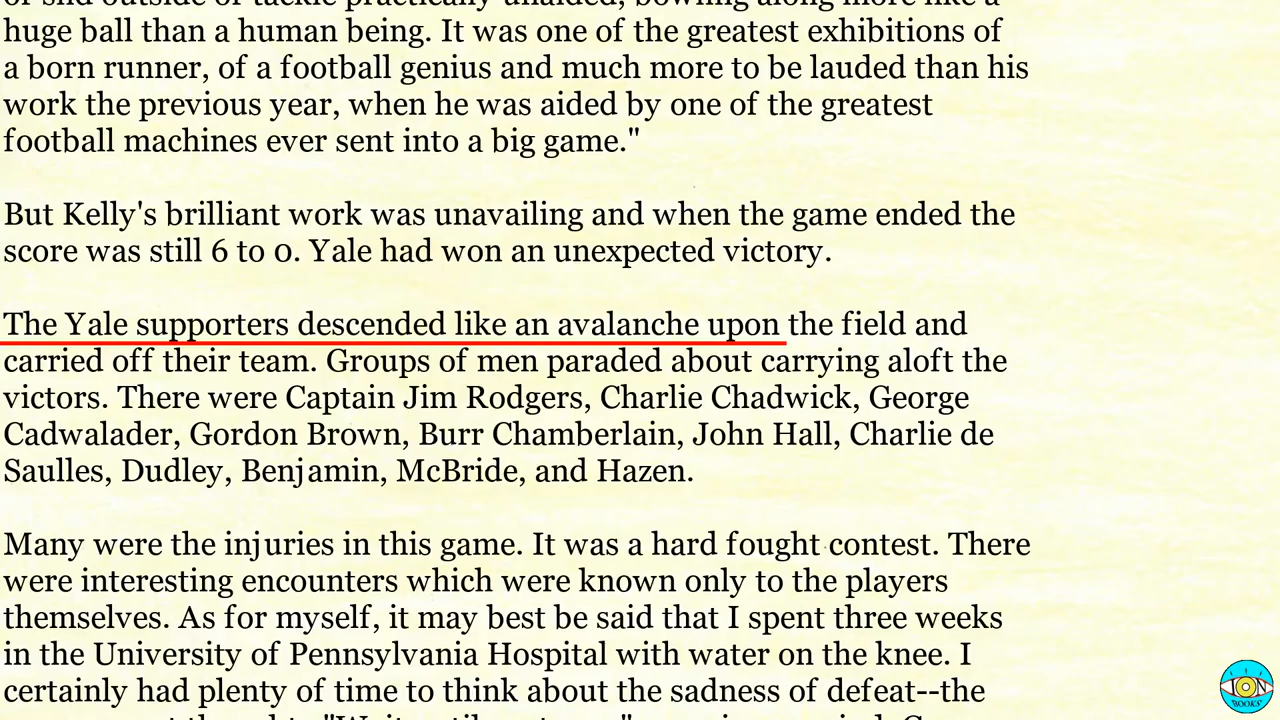 huge ball than a human being. It was one of the greatest exhibitions of
a born runner, of a football genius and much more to be lauded than his
work the previous year, when he was aided by one of the greatest
football machines ever sent into a big game."
But Kelly's brilliant work was unavailing and when the game ended the
score was still 6 to 0. Yale had won an unexpected victory.
The Yale supporters descended like an avalanche upon the field and
carried off their team. Groups of men paraded about carrying aloft the
victors. There were Captain Jim Rodgers, Charlie Chadwick, George
Cadwalader, Gordon Brown, Burr Chamberlain, John Hall, Charlie de
Saulles, Dudley, Benjamin, McBride, and Hazen.
Many were the injuries in this game. It was a hard fought contest. There
were interesting encounters which were known only to the players
themselves. As for myself, it may best be said that I spent three weeks
in the University of Pennsylvania Hospital with water on the knee. I
certainly had plenty of time to think about the sadness of defeat--the
ION
BOOKS